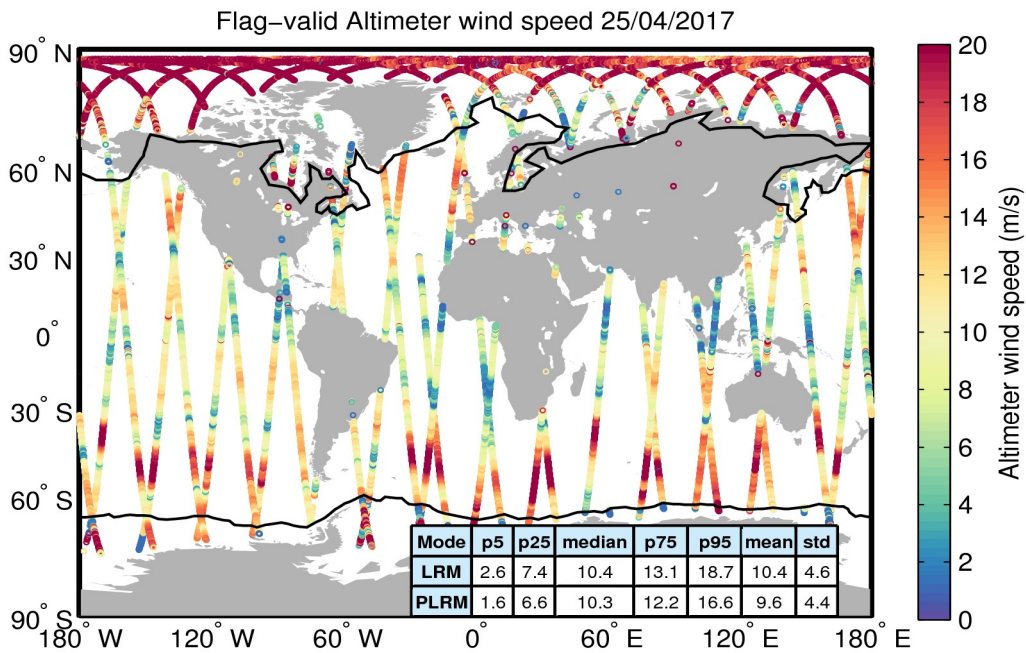 Flag−valid Altimeter wind speed 25/04/2017
90° N
60° N
30° N
0°
30° S
60° S
90° S
180° W
120° W
60° W
0°
60° E
120° E
180° E
Mode p5 p25 median p75 p95 mean std
LRM 2.6 7.4 10.4 13.1 18.7 10.4 4.6
PLRM 1.6 6.6 10.3 12.2 16.6 9.6 4.4
20
18
16
14
12
10
8
6
4
2
0
Altimeter wind speed (m/s)